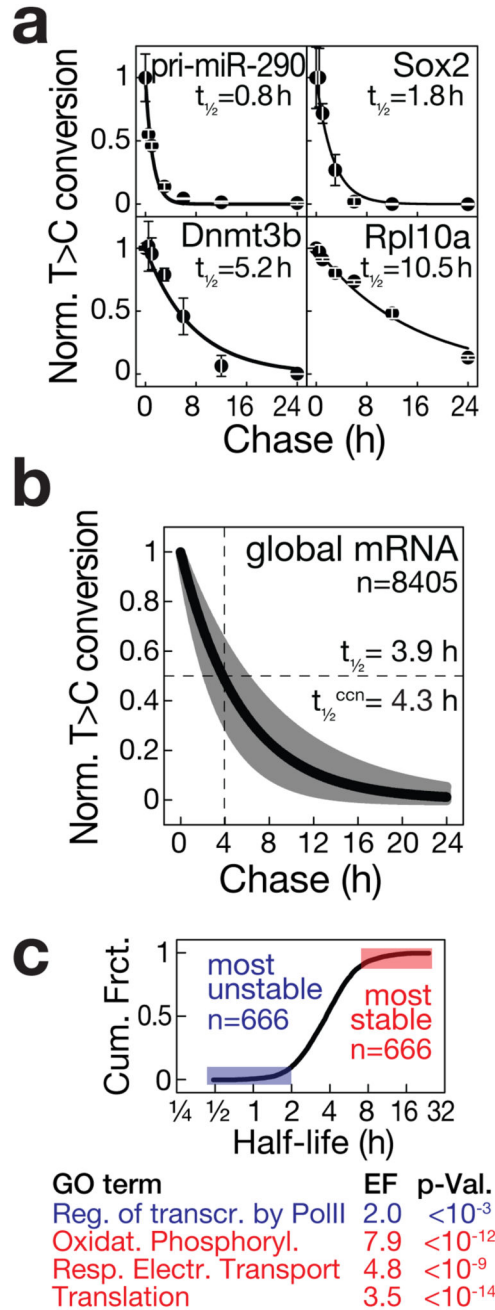 a
Norm. T>C conversion
pri-miR-290
t½=0.8 h
Sox2
t½=1.8 h
1
0.5
0
Dnmt3b
t½=5.2 h
Rpl10a
t½=10.5 h
1
0.5
0
0 8 16 24 0 8 16 24
Chase (h)
b
Norm. T>C conversion
global mRNA
n=8405
t½= 3.9 h
t½ccn= 4.3 h
1
0.8
0.6
0.4
0.2
0
0 4 8 12 16 20 24
Chase (h)
c
Cum. Frct.
1
0.5
0
most
unstable
n=666
most
stable
n=666
¼ ½ 1 2 4 8 16 32
Half-life (h)
GO term EF p-Val.
Reg. of transcr. by PolII 2.0 <10-3
Oxidat. Phosphoryl. 7.9 <10-12
Resp. Electr. Transport 4.8 <10-9
Translation 3.5 <10-14